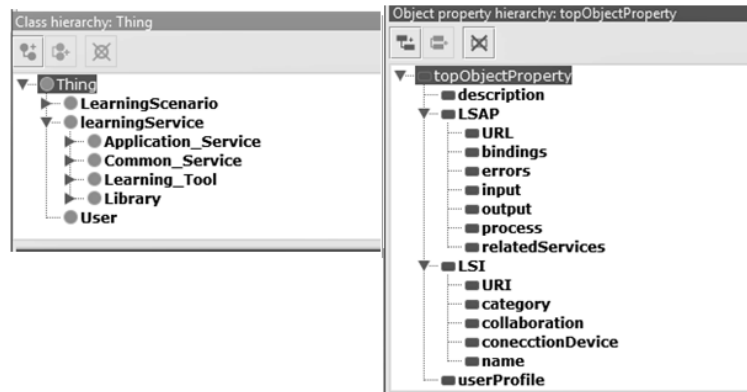 Class hierarchy: Thing
Thing
LearningScenario
learningService
Application_Service
Common_Service
Learning_Tool
Library
User
Object property hierarchy: topObjectProperty
topObjectProperty
description
LSAP
URL
bindings
errors
input
output
process
relatedServices
LSI
URI
category
collaboration
conecctionDevice
name
userProfile